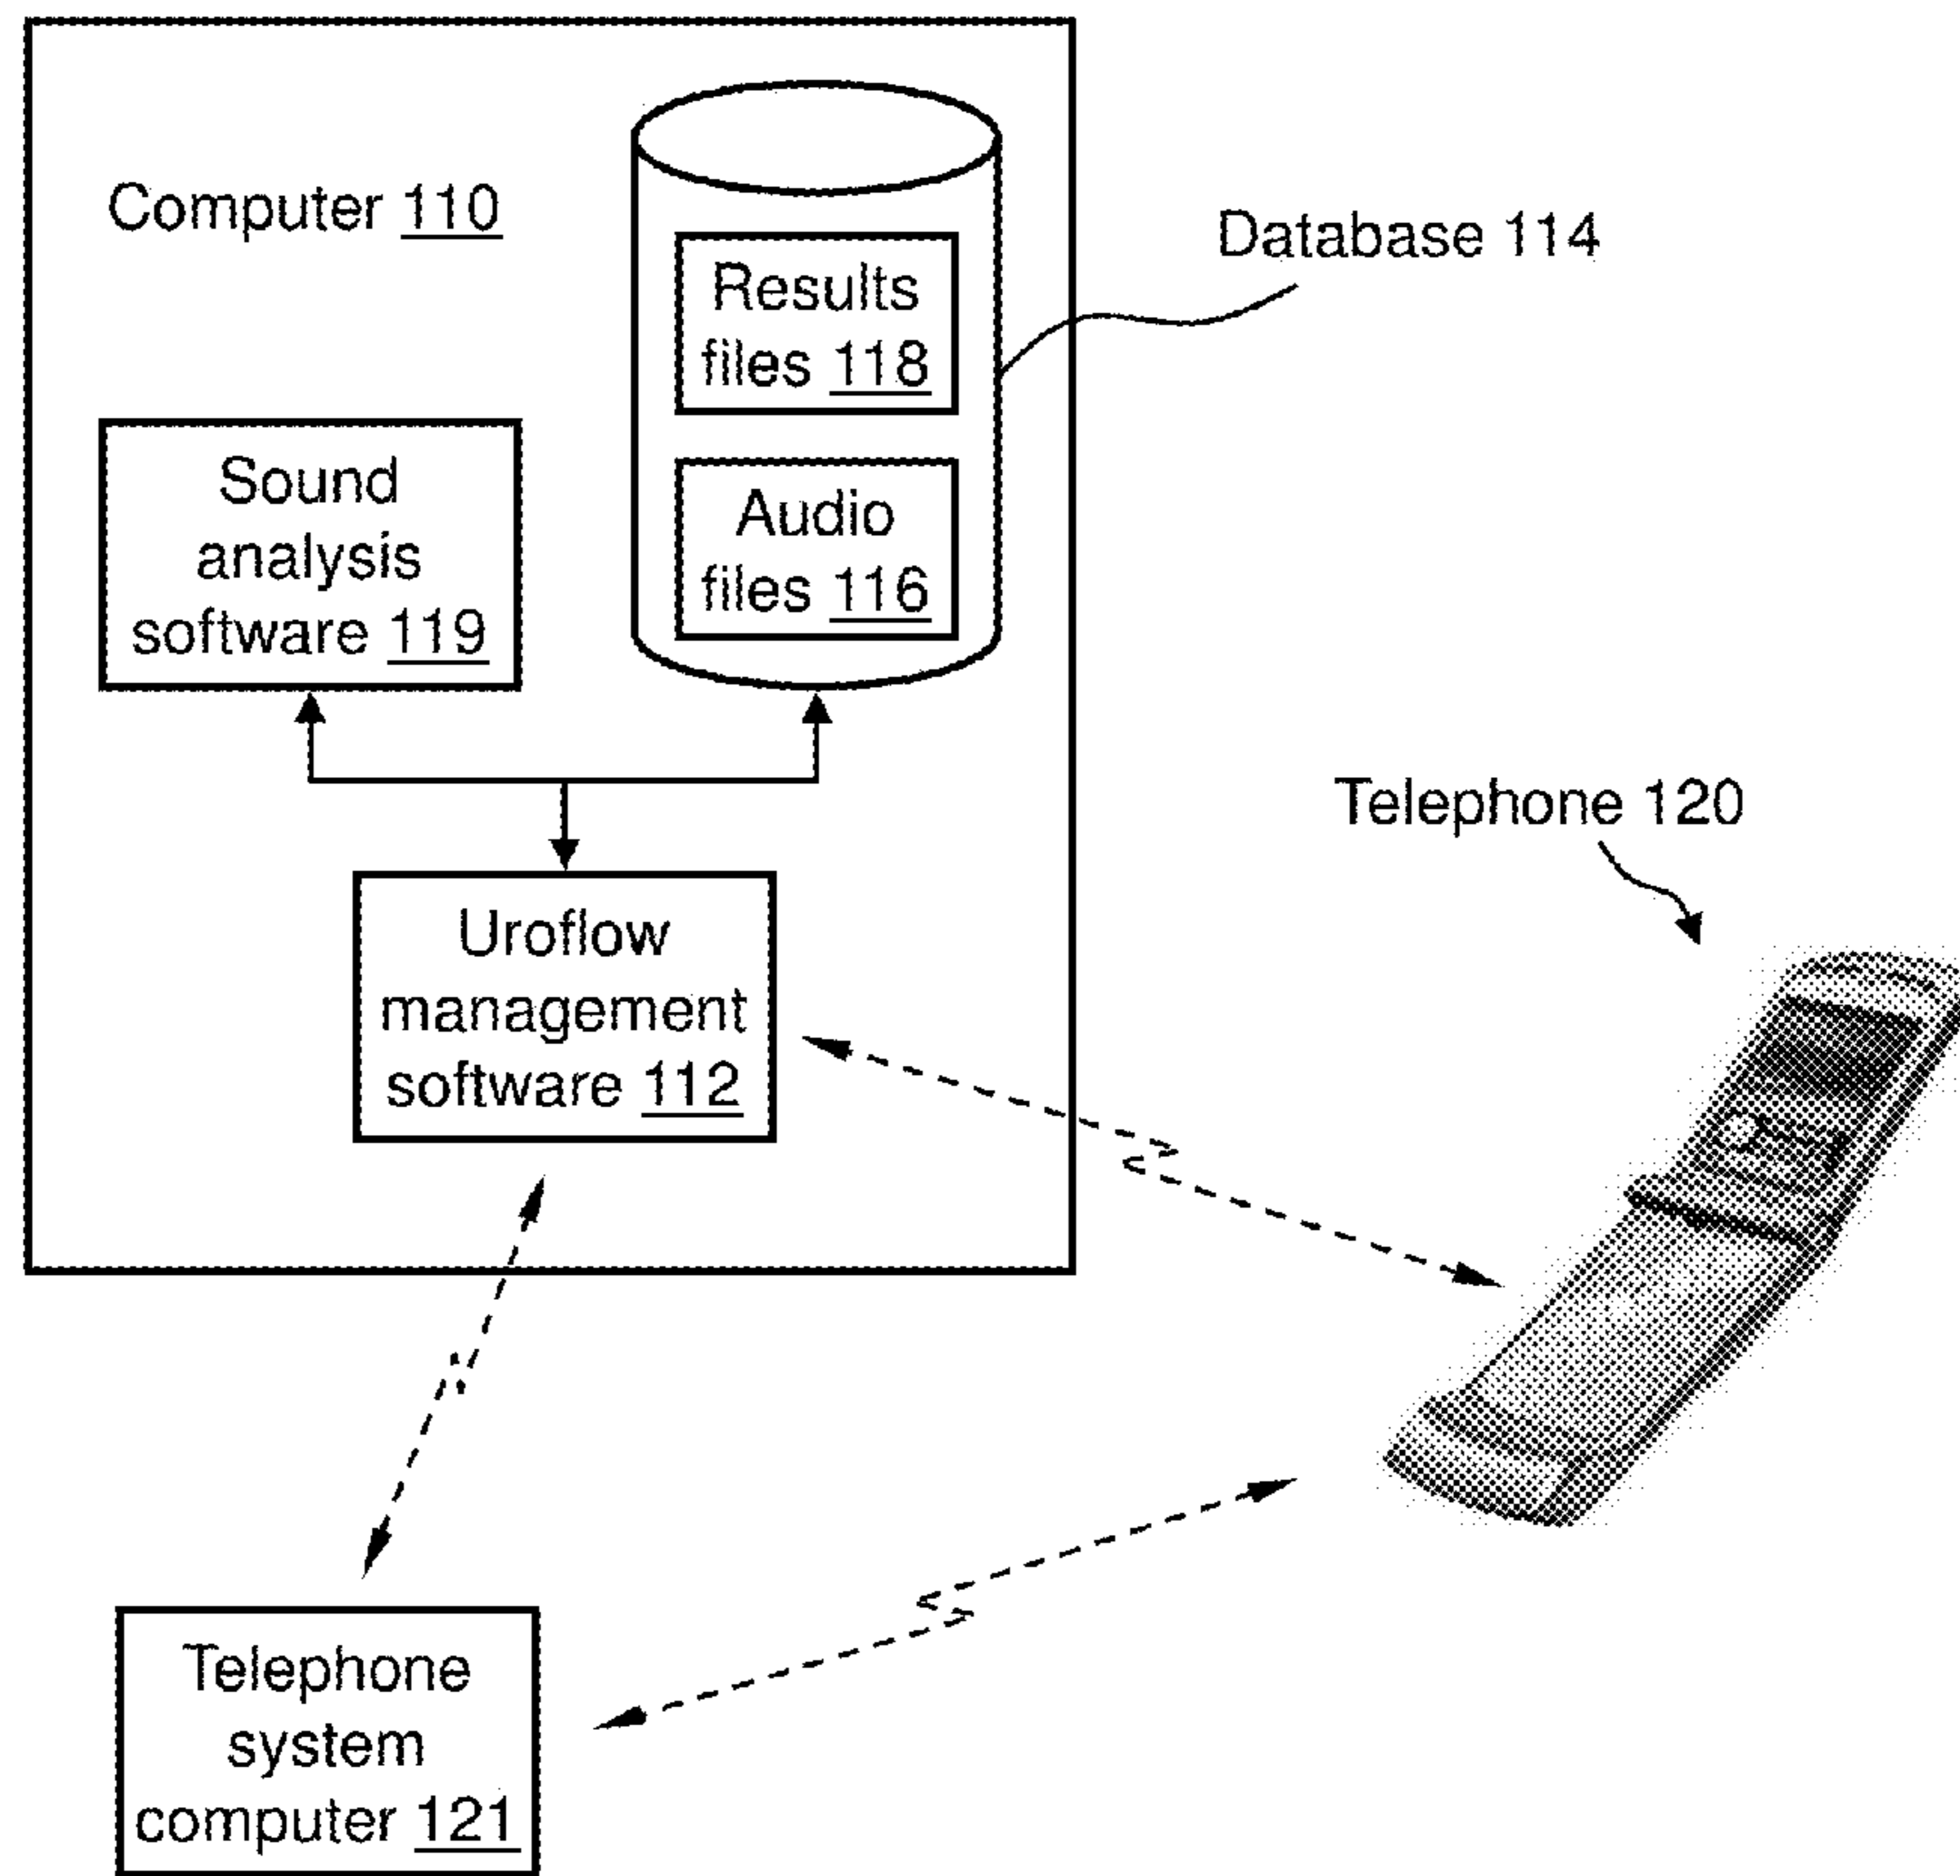 Computer 110
Results
files 118
Audio
files 116
Database 114
Sound
analysis
software 119
Uroflow
management
software 112
Telephone 120
Telephone
system
computer 121